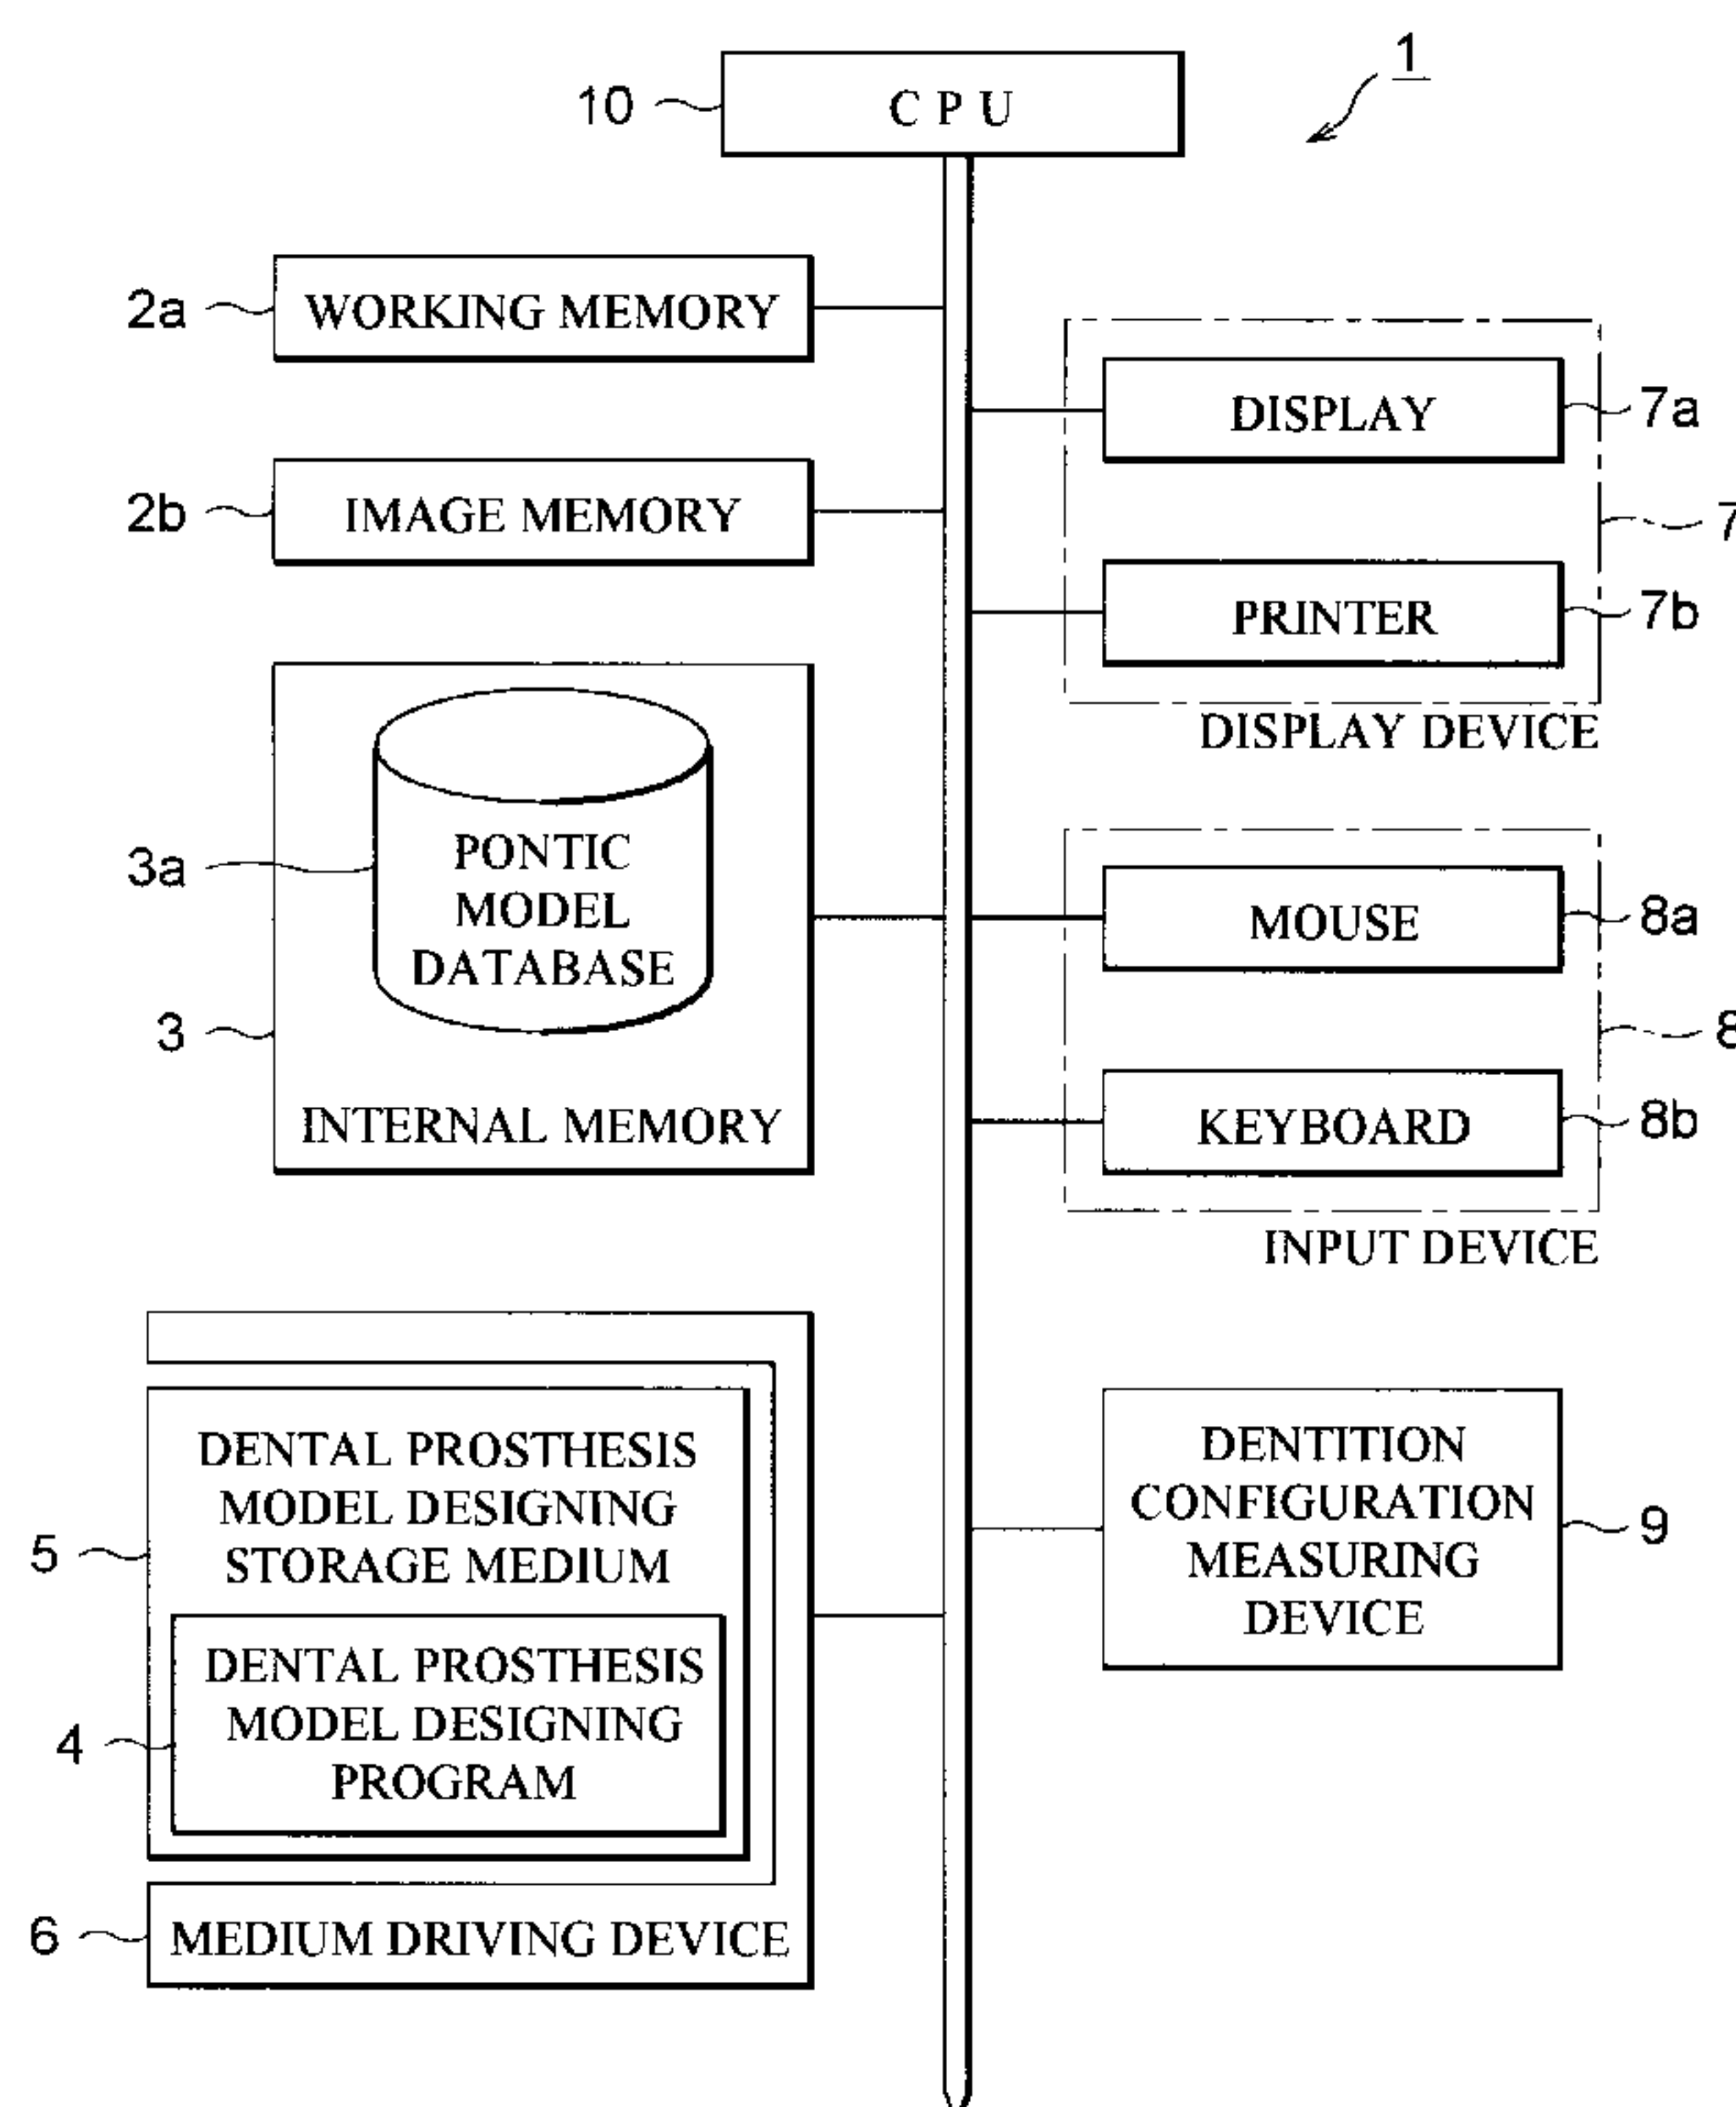 1
10 CPU
2a WORKING MEMORY
2b IMAGE MEMORY
DISPLAY 7a
7
PRINTER 7b
DISPLAY DEVICE
3a PONTIC
MODEL
DATABASE
3
INTERNAL MEMORY
MOUSE 8a
8
KEYBOARD 8b
INPUT DEVICE
DENTAL PROSTHESIS
MODEL DESIGNING
5 STORAGE MEDIUM
DENTAL PROSTHESIS
4 MODEL DESIGNING
PROGRAM
6 MEDIUM DRIVING DEVICE
DENTITION
CONFIGURATION
MEASURING 9
DEVICE